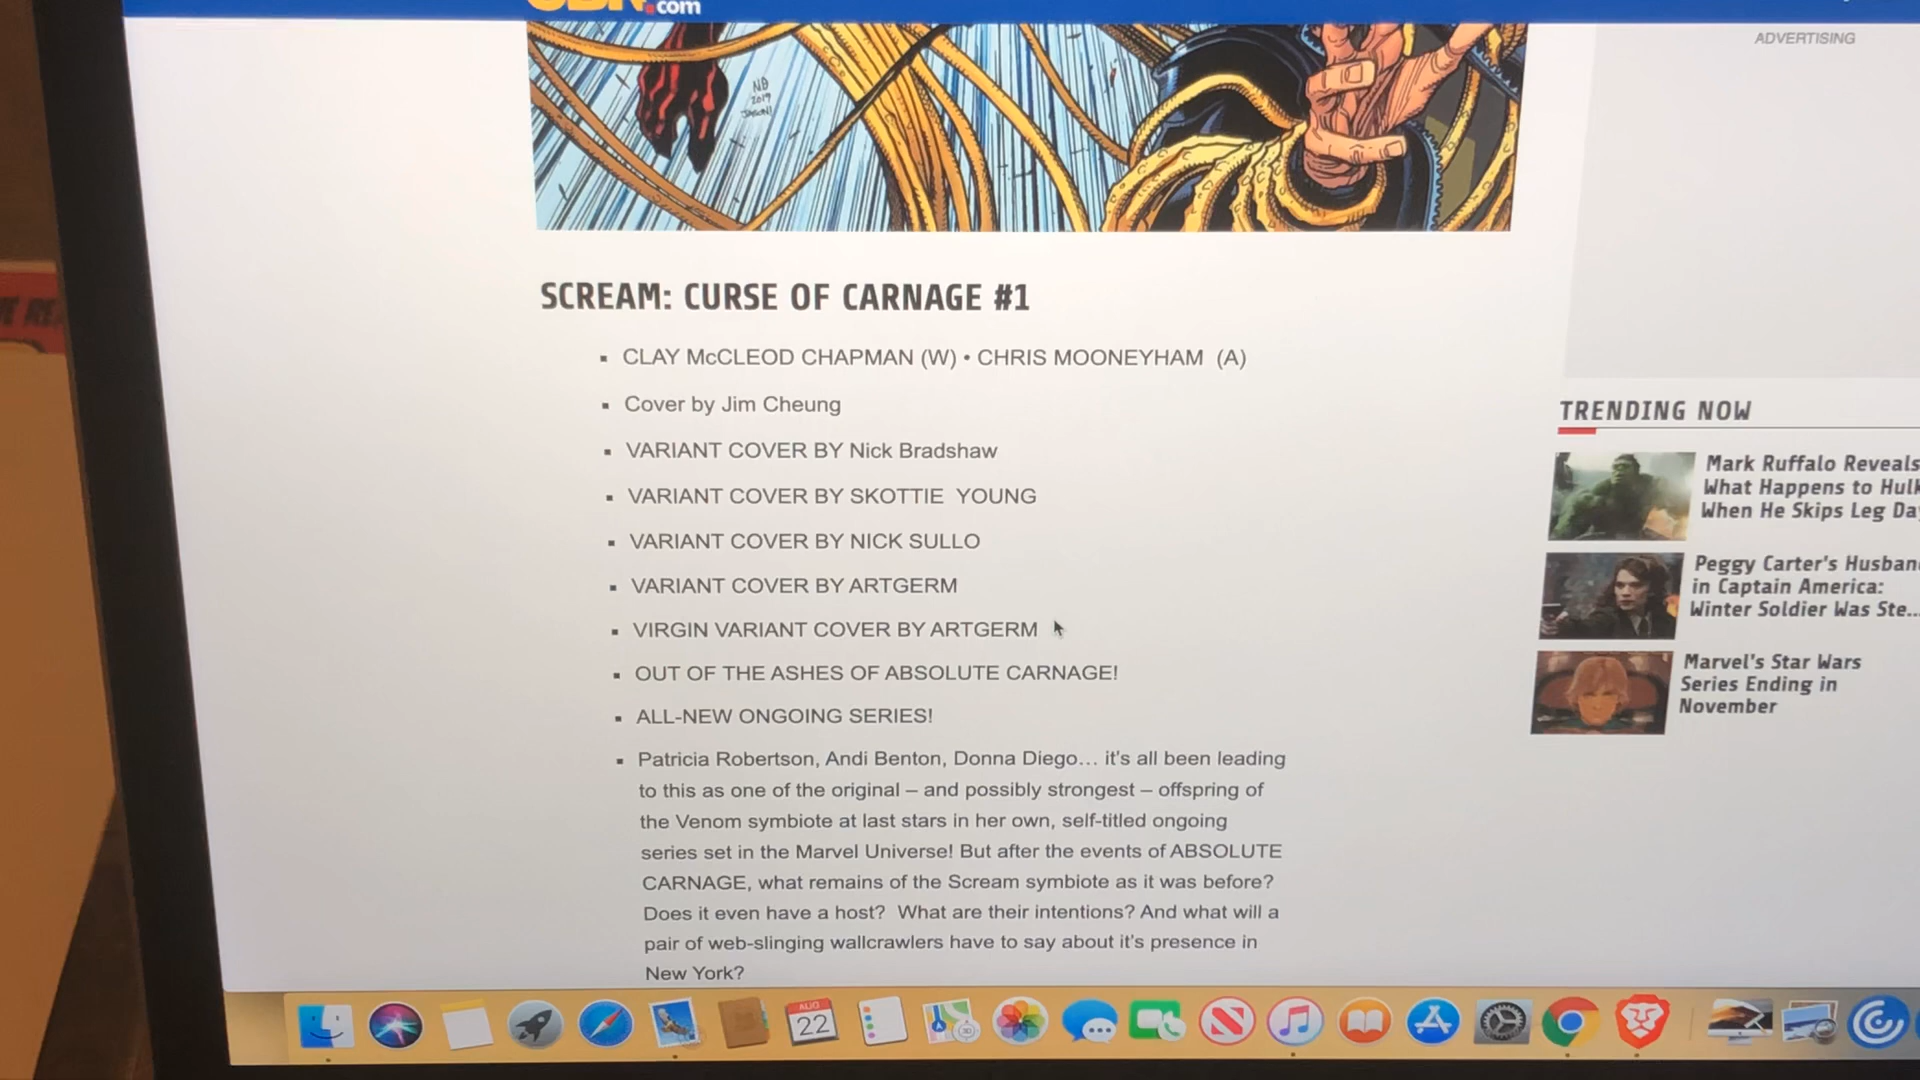 CBR.com
ADVERTISING
NB
2019
SCREAM: CURSE OF CARNAGE #1
CLAY McCLEOD CHAPMAN (W) • CHRIS MOONEYHAM (A)
Cover by Jim Cheung
VARIANT COVER BY Nick Bradshaw
VARIANT COVER BY SKOTTIE YOUNG
VARIANT COVER BY NICK SULLO
VARIANT COVER BY ARTGERM
VIRGIN VARIANT COVER BY ARTGERM
OUT OF THE ASHES OF ABSOLUTE CARNAGE!
ALL-NEW ONGOING SERIES!
Patricia Robertson, Andi Benton, Donna Diego… it's all been leading
to this as one of the original – and possibly strongest – offspring of
the Venom symbiote at last stars in her own, self-titled ongoing
series set in the Marvel Universe! But after the events of ABSOLUTE
CARNAGE, what remains of the Scream symbiote as it was before?
Does it even have a host? What are their intentions? And what will a
pair of web-slinging wallcrawlers have to say about it's presence in
New York?
TRENDING NOW
Mark Ruffalo Reveals
What Happens to Hulk
When He Skips Leg Da
Peggy Carter's Husban
in Captain America:
Winter Soldier Was Ste...
Marvel's Star Wars
Series Ending in
November
AUG
22
3D